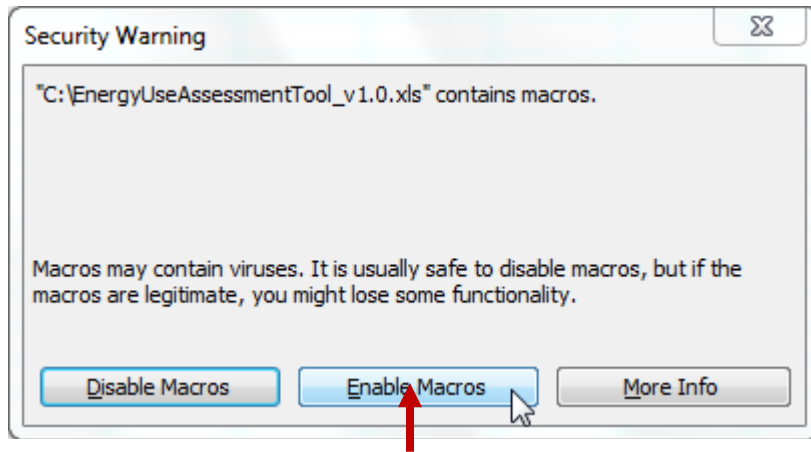 Security Warning
"C:\EnergyUseAssessmentTool_v1.0.xls" contains macros.
Macros may contain viruses. It is usually safe to disable macros, but if the
macros are legitimate, you might lose some functionality.
Disable Macros Enable Macros More Info